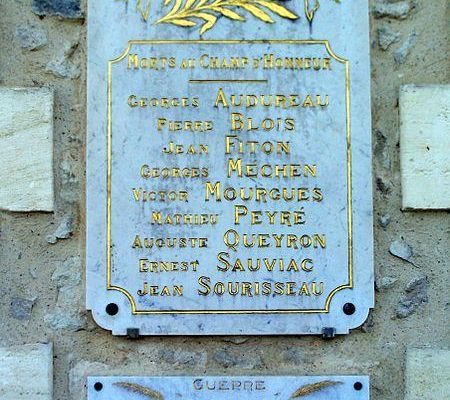 MORTS AU CHAMP D'HONNEUR
GEORGES AUDUREAU
PIERRE BLOIS
JEAN FITON
GEORGES MÉCHEN
VICTOR MOURGUES
MATHIEU PEYRÉ
AUGUSTE QUEYRON
ERNEST SAUVIAC
JEAN SOURISSEAU
GUERRE